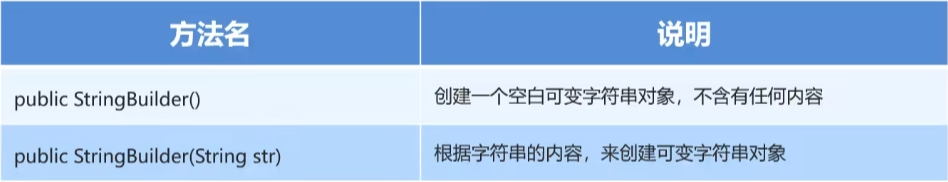 方法名 说明
public StringBuilder() 创建一个空白可变字符串对象，不含有任何内容
public StringBuilder(String str) 根据字符串的内容，来创建可变字符串对象